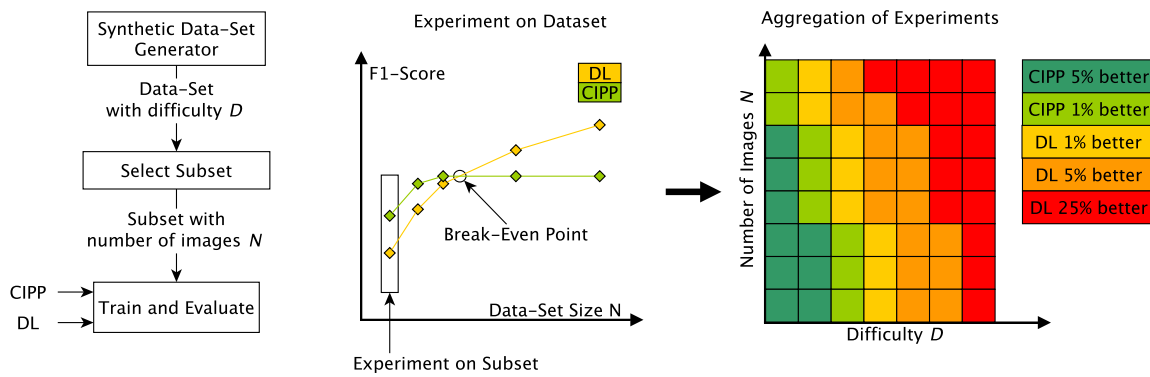 Synthetic Data-Set
Generator
Data-Set
with difficulty D
Select Subset
Subset with
number of images N
CIPP
DL
Train and Evaluate
Experiment on Dataset
F1-Score
DL
CIPP
Break-Even Point
Data-Set Size N
Experiment on Subset
Aggregation of Experiments
Number of Images N
Difficulty D
CIPP 5% better
CIPP 1% better
DL 1% better
DL 5% better
DL 25% better